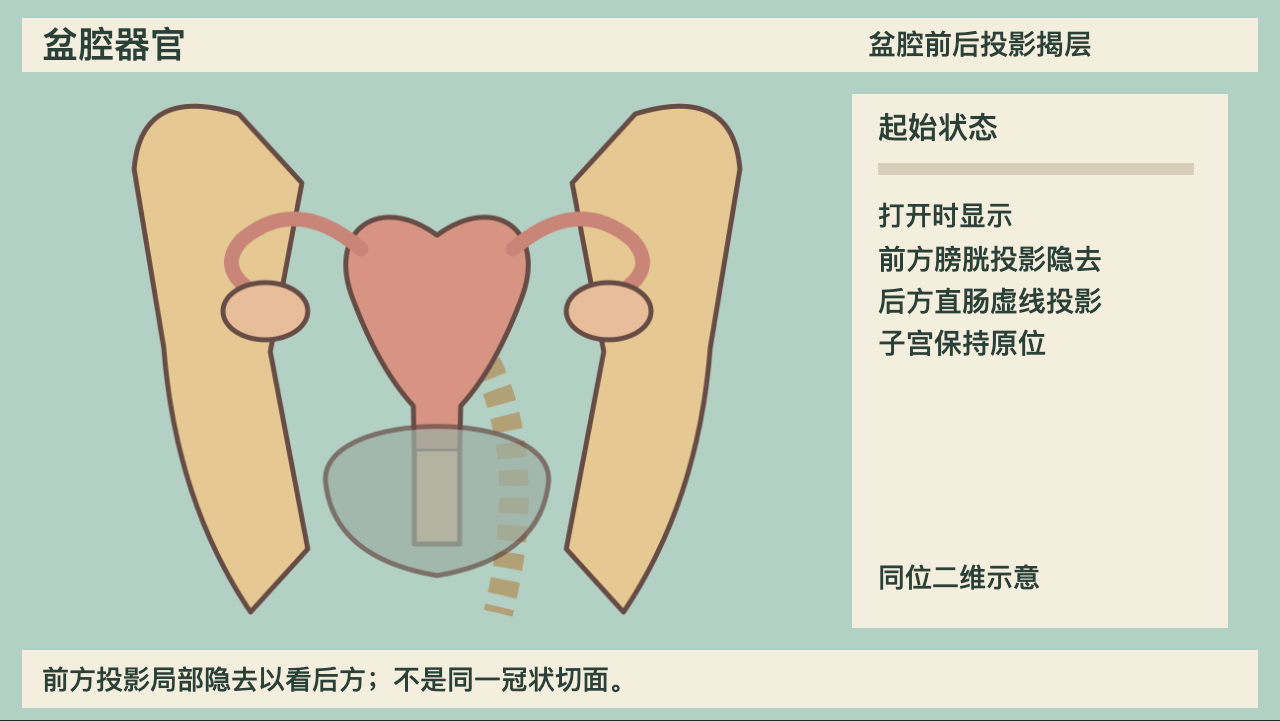 盆腔器官
盆腔前后投影揭层
起始状态
打开时显示
前方膀胱投影隐去
后方直肠虚线投影
子宫保持原位
同位二维示意
前方投影局部隐去以看后方；不是同一冠状切面。